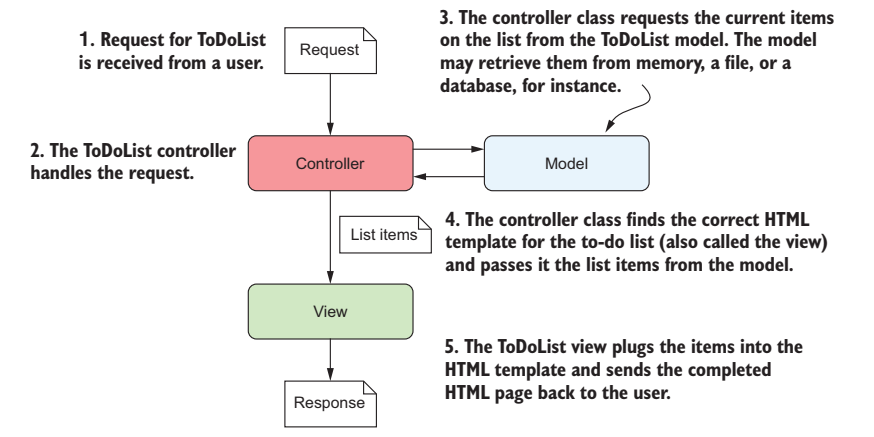 1. Request for ToDoList
is received from a user.
Request
3. The controller class requests the current items
on the list from the ToDoList model. The model
may retrieve them from memory, a file, or a
database, for instance.
2. The ToDoList controller
handles the request.
Controller
Model
List items
4. The controller class finds the correct HTML
template for the to-do list (also called the view)
and passes it the list items from the model.
View
5. The ToDoList view plugs the items into the
HTML template and sends the completed
HTML page back to the user.
Response